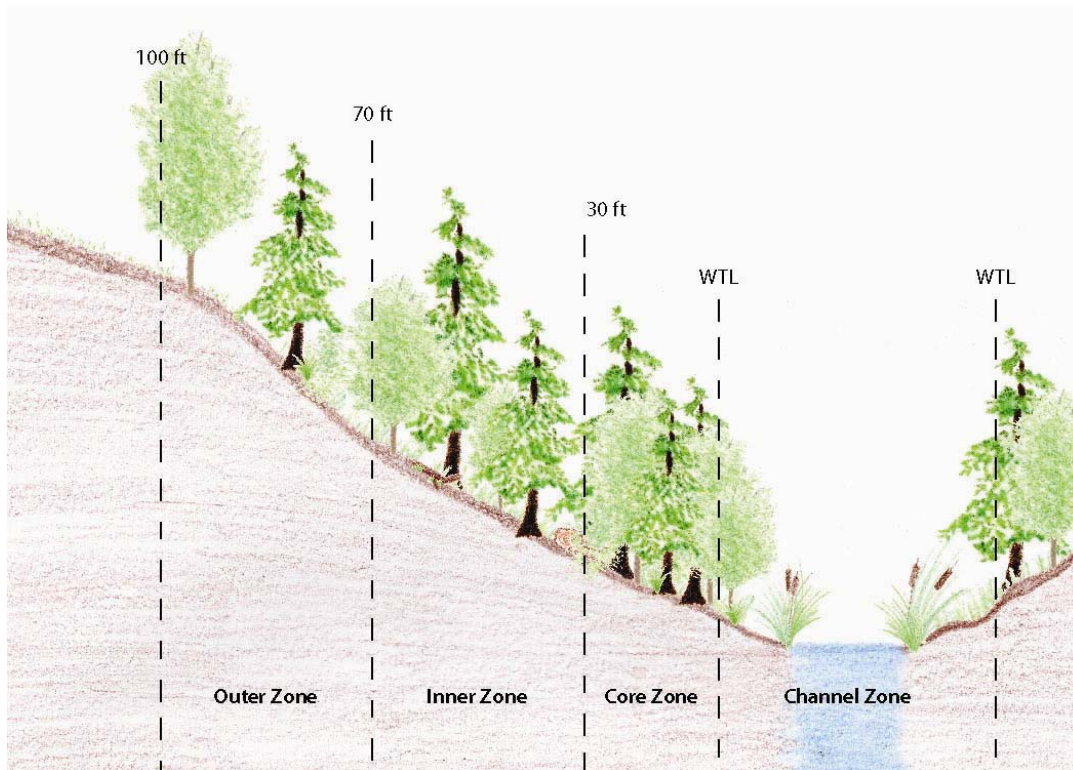 100 ft
70 ft
30 ft
WTL
WTL
Outer Zone
Inner Zone
Core Zone
Channel Zone